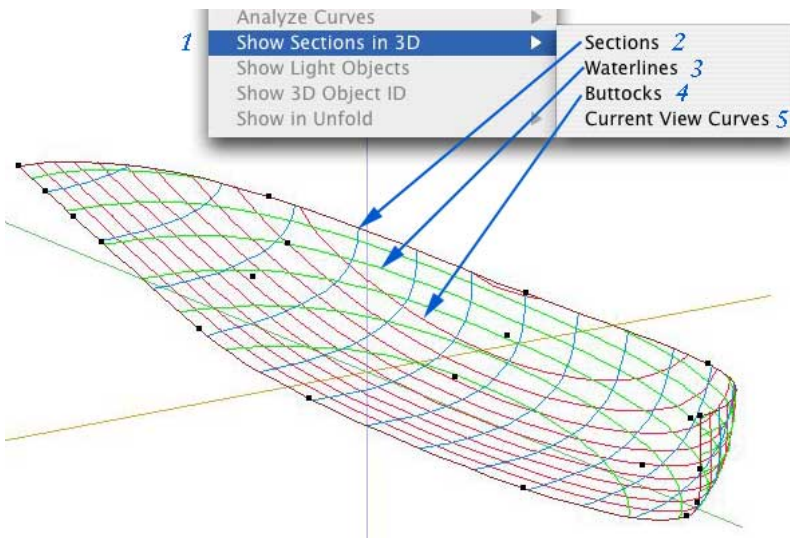 Analyze Curves
1 Show Sections in 3D
Sections 2
Show Light Objects
Waterlines 3
Show 3D Object ID
Buttocks 4
Show in Unfold
Current View Curves 5